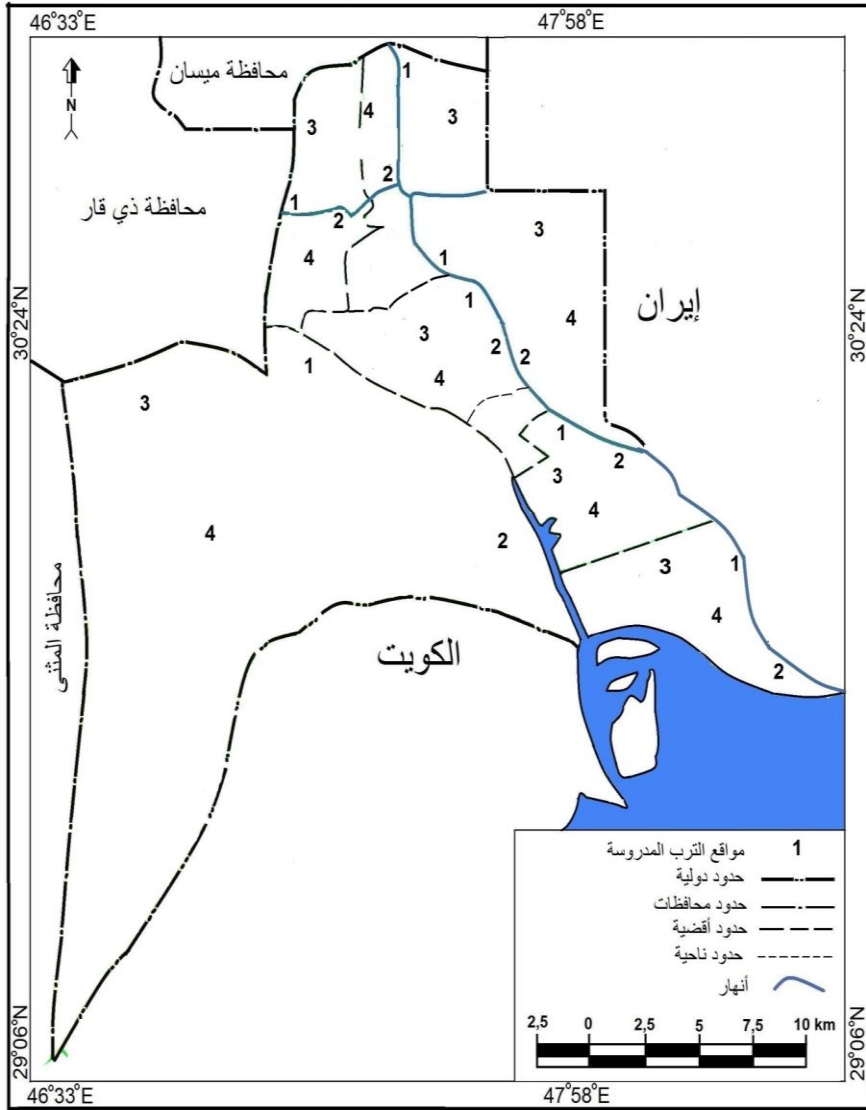 46°33'E
47°58'E
محافظة ميسان
N
1
4
3
3
محافظة ذي قار
2
1
2
3
4
1
إيران
30°24'N
30°24'N
1
4
3
2
2
1
4
3
1
2
3
4
4
2
محافظة المثنى
1
3
4
الكويت
2
1 مواقع الترب المدروسة
حدود دولية
حدود محافظات
حدود أقضية
حدود ناحية
أنهار
2,5 0 2,5 5 7,5 10 km
29°06'N
29°06'N
46°33'E
47°58'E